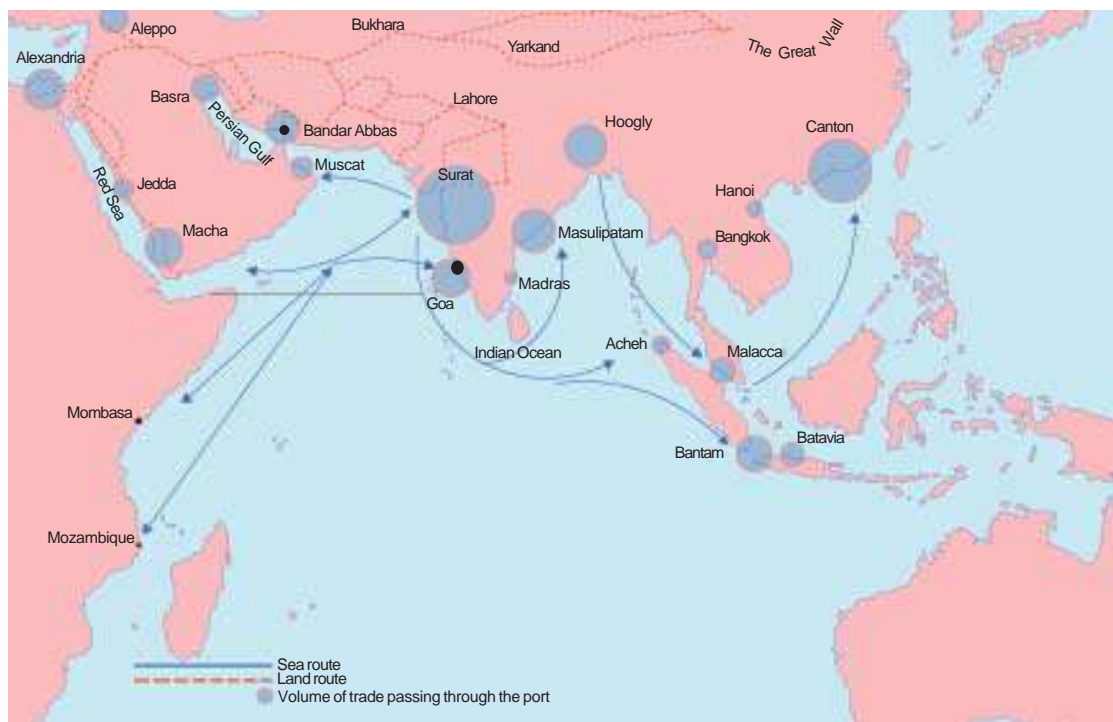 Aleppo
Bukhara
Yarkand
The Great Wall
Alexandria
Basra
Lahore
Persian Gulf
Bandar Abbas
Hoogly
Canton
Muscat
Surat
Red Sea
Jedda
Hanoi
Macha
Masulipatam
Bangkok
Goa
Madras
Indian Ocean
Acheh
Malacca
Mombasa
Bantam
Batavia
Mozambique
Sea route
Land route
Volume of trade passing through the port